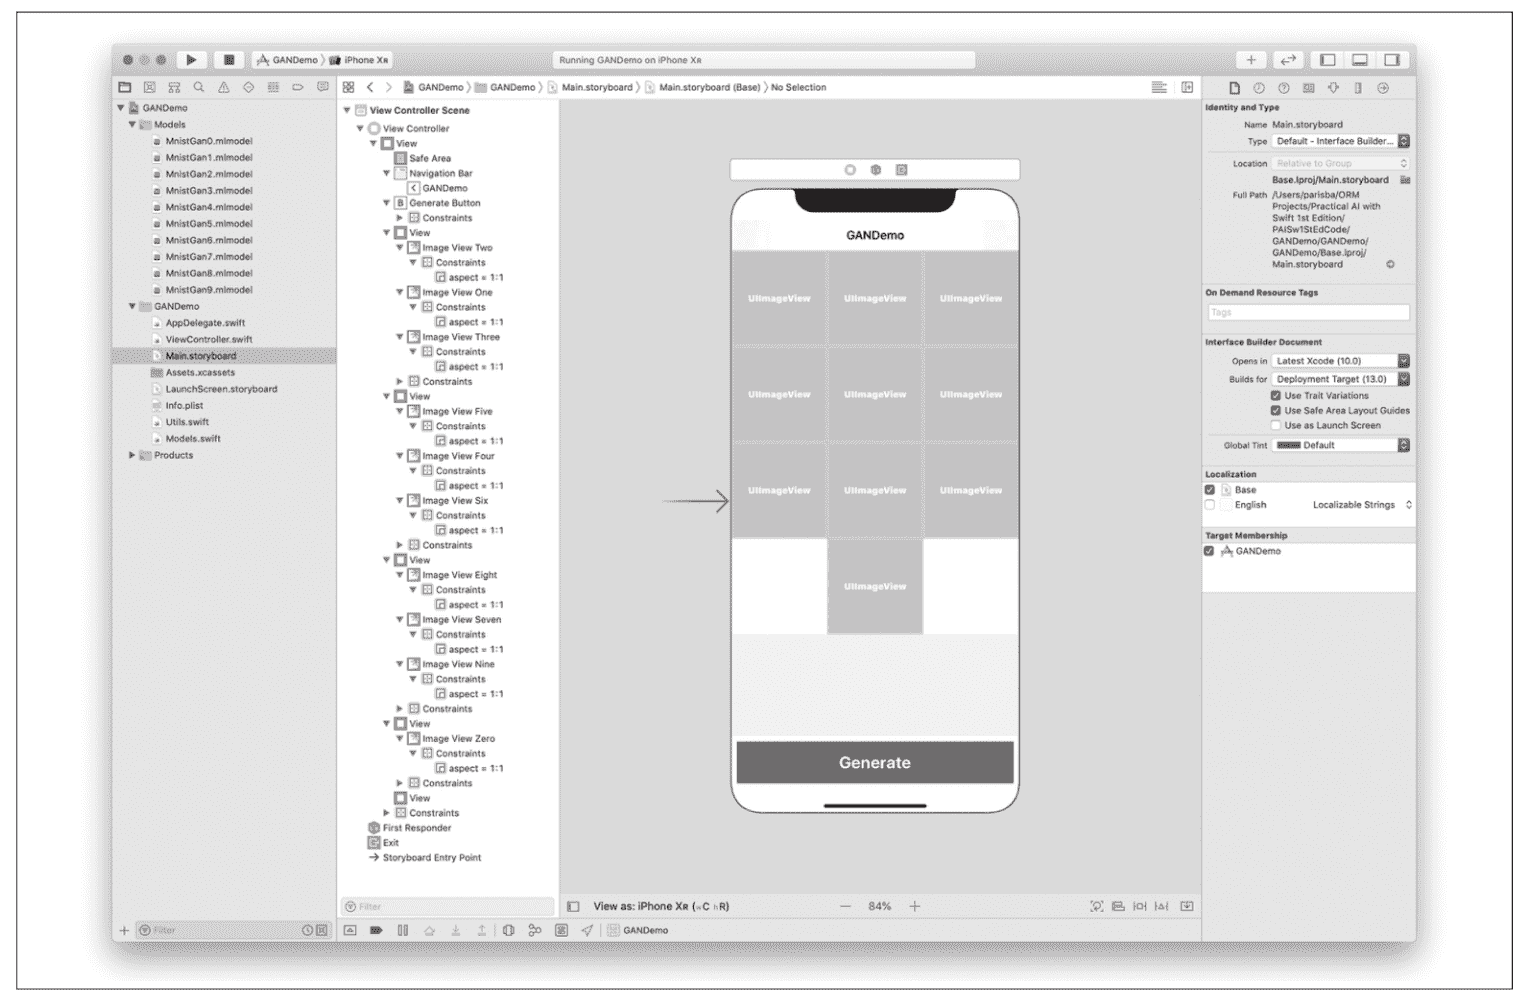 GANDemo › iPhone XR
Running GANDemo on iPhone XR
GANDemo › GANDemo › Main.storyboard › Main.storyboard (Base) › No Selection
GANDemo
Models
MnistGan0.mlmodel
MnistGan1.mlmodel
MnistGan2.mlmodel
MnistGan3.mlmodel
MnistGan4.mlmodel
MnistGan5.mlmodel
MnistGan6.mlmodel
MnistGan7.mlmodel
MnistGan8.mlmodel
MnistGan9.mlmodel
GANDemo
AppDelegate.swift
ViewController.swift
Main.storyboard
Assets.xcassets
LaunchScreen.storyboard
Info.plist
Utils.swift
Models.swift
Products
Filter
View Controller Scene
View Controller
View
Safe Area
Navigation Bar
GANDemo
B Generate Button
Constraints
View
Image View Two
Constraints
aspect = 1:1
Image View One
Constraints
aspect = 1:1
Image View Three
Constraints
aspect = 1:1
Constraints
View
Image View Five
Constraints
aspect = 1:1
Image View Four
Constraints
aspect = 1:1
Image View Six
Constraints
aspect = 1:1
Constraints
View
Image View Eight
Constraints
aspect = 1:1
Image View Seven
Constraints
aspect = 1:1
Image View Nine
Constraints
aspect = 1:1
Constraints
View
Image View Zero
Constraints
aspect = 1:1
Constraints
View
Constraints
First Responder
Exit
Storyboard Entry Point
Filter
GANDemo
UIImageView UIImageView UIImageView
UIImageView UIImageView UIImageView
UIImageView UIImageView UIImageView
UIImageView
Generate
View as: iPhone XR (wC hR)
84%
GANDemo
Identity and Type
Name Main.storyboard
Type Default - Interface Builder...
Location Relative to Group
Base.lproj/Main.storyboard
Full Path /Users/parisba/ORM
Projects/Practical AI with
Swift 1st Edition/
PAISw1StEdCode/
GANDemo/GANDemo/
GANDemo/Base.lproj/
Main.storyboard
On Demand Resource Tags
Tags
Interface Builder Document
Opens in Latest Xcode (10.0)
Builds for Deployment Target (13.0)
Use Trait Variations
Use Safe Area Layout Guides
Use as Launch Screen
Global Tint Default
Localization
Base
English Localizable Strings
Target Membership
GANDemo